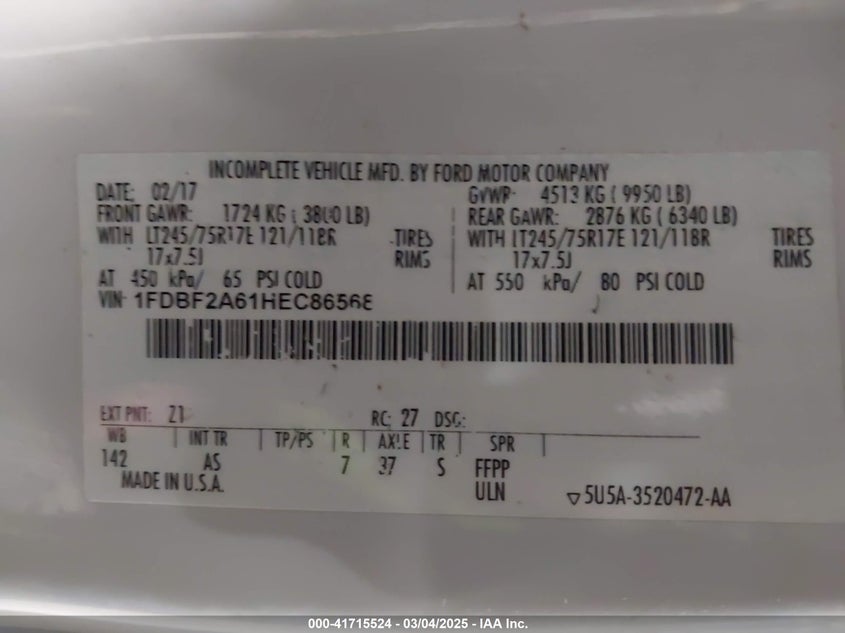 INCOMPLETE VEHICLE MFD. BY FORD MOTOR COMPANY
DATE: 02/17 GVWR: 4513 KG ( 9950 LB)
FRONT GAWR: 1724 KG ( 3800 LB) REAR GAWR: 2876 KG ( 6340 LB)
WITH LT245/75R17E 121/118R TIRES WITH LT245/75R17E 121/118R TIRES
17x7.5J RIMS 17x7.5J RIMS
AT 450 kPa/ 65 PSI COLD AT 550 kPa/ 80 PSI COLD
VIN: 1FDBF2A61HEC86568
EXT PNT: Z1 RC: 27 DSG:
WB INT TR TP/PS R AXLE TR SPR
142 AS 7 37 S FFPP
MADE IN U.S.A. ULN ▽5U5A-3520472-AA
000-41715524 - 03/04/2025 - IAA Inc.